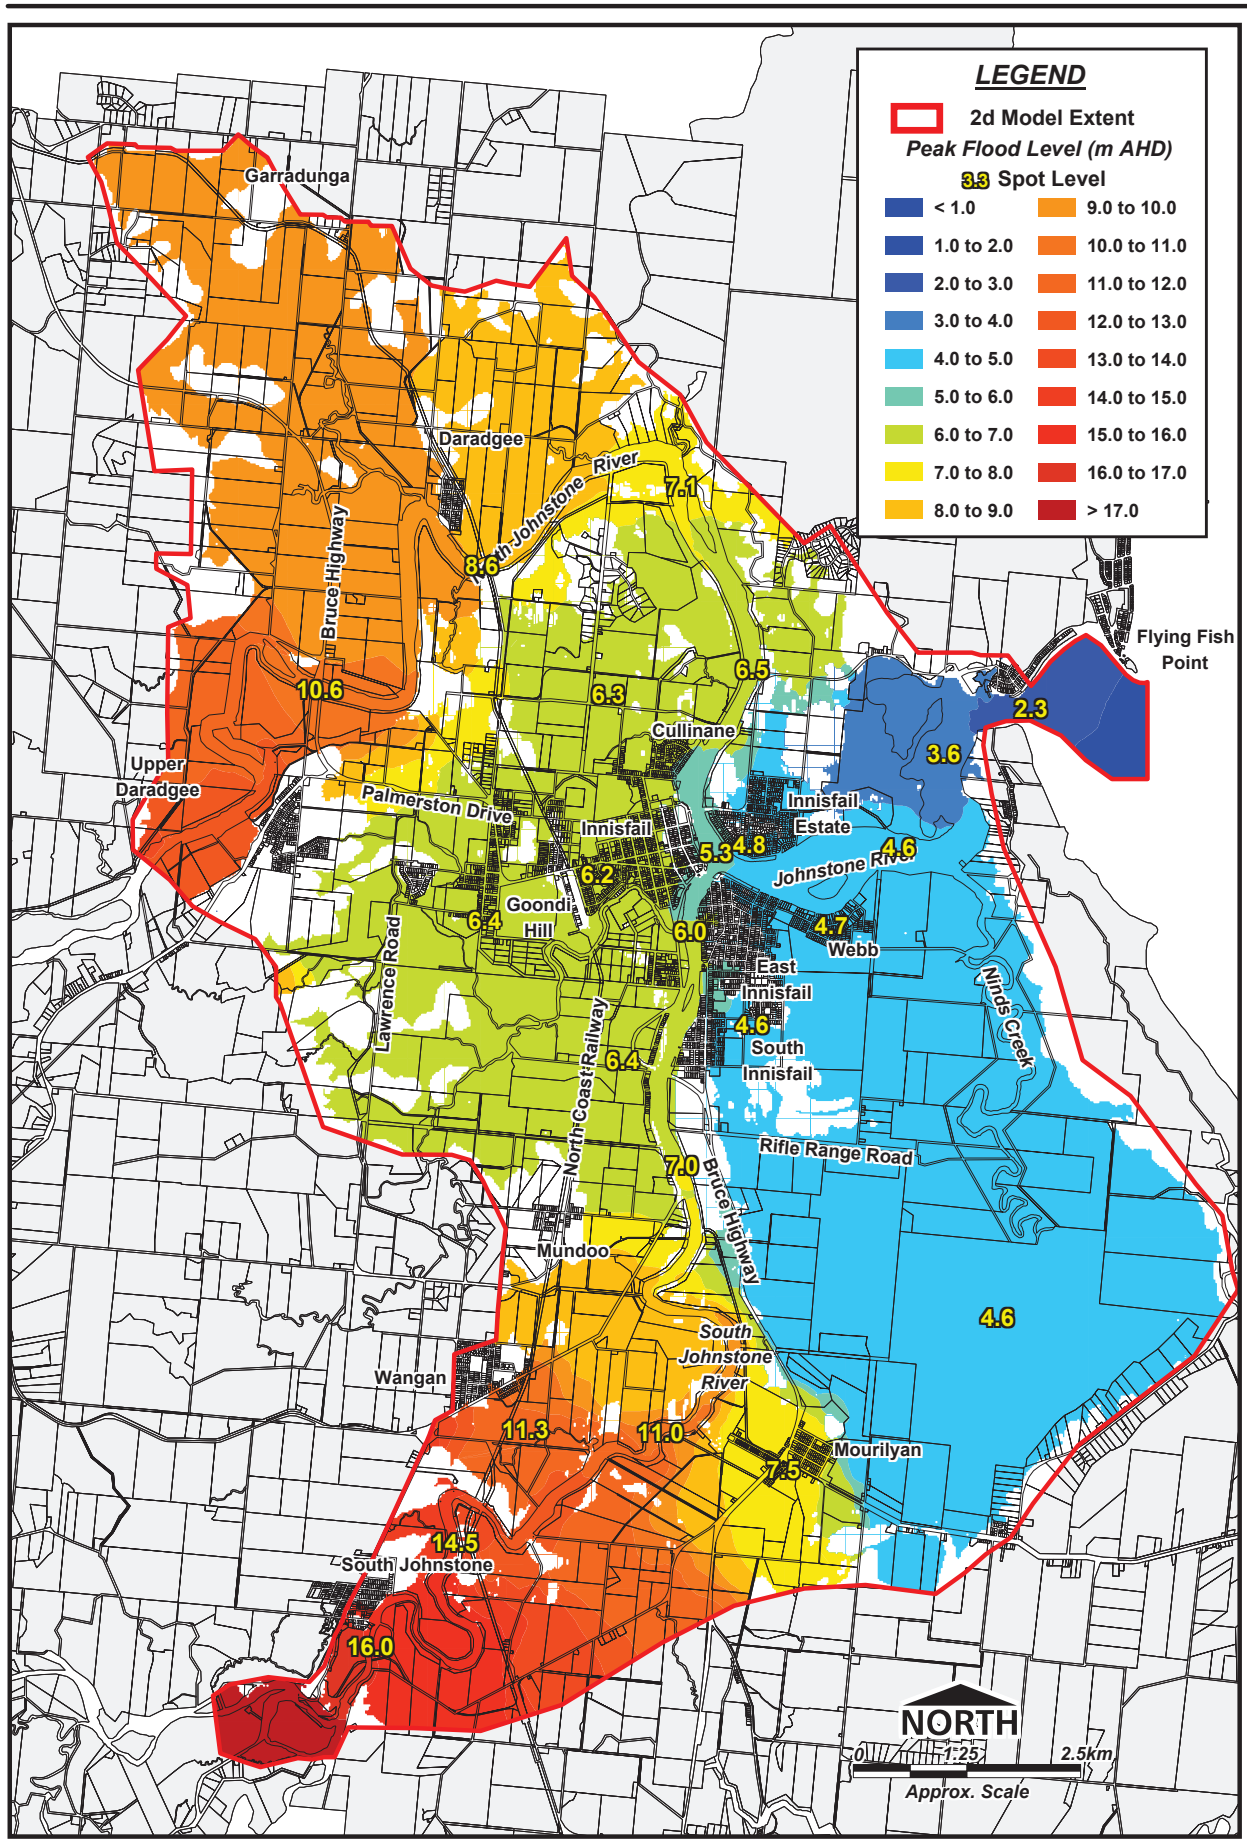 LEGEND
2d Model Extent
Peak Flood Level (m AHD)
3.3 Spot Level
< 1.0
1.0 to 2.0
2.0 to 3.0
3.0 to 4.0
4.0 to 5.0
5.0 to 6.0
6.0 to 7.0
7.0 to 8.0
8.0 to 9.0
9.0 to 10.0
10.0 to 11.0
11.0 to 12.0
12.0 to 13.0
13.0 to 14.0
14.0 to 15.0
15.0 to 16.0
16.0 to 17.0
> 17.0
Garradunga
Daradgee
North Johnstone River
7.1
8.6
Bruce Highway
Flying Fish
Point
10.6
6.3
6.5
2.3
Cullinane
3.6
Upper
Daradgee
Palmerston Drive
Innisfail
Innisfail
Estate
5.3
4.8
4.6
Johnstone River
6.2
Goondi
Hill
6.4
6.0
4.7
Webb
Lawrence Road
East
Innisfail
Ninds Creek
4.6
South
Innisfail
North Coast Railway
6.4
Rifle Range Road
7.0
Bruce Highway
Mundoo
4.6
South
Johnstone
River
Wangan
11.3
11.0
Mourilyan
7.5
14.5
South Johnstone
16.0
NORTH
0
1.25
2.5km
Approx. Scale